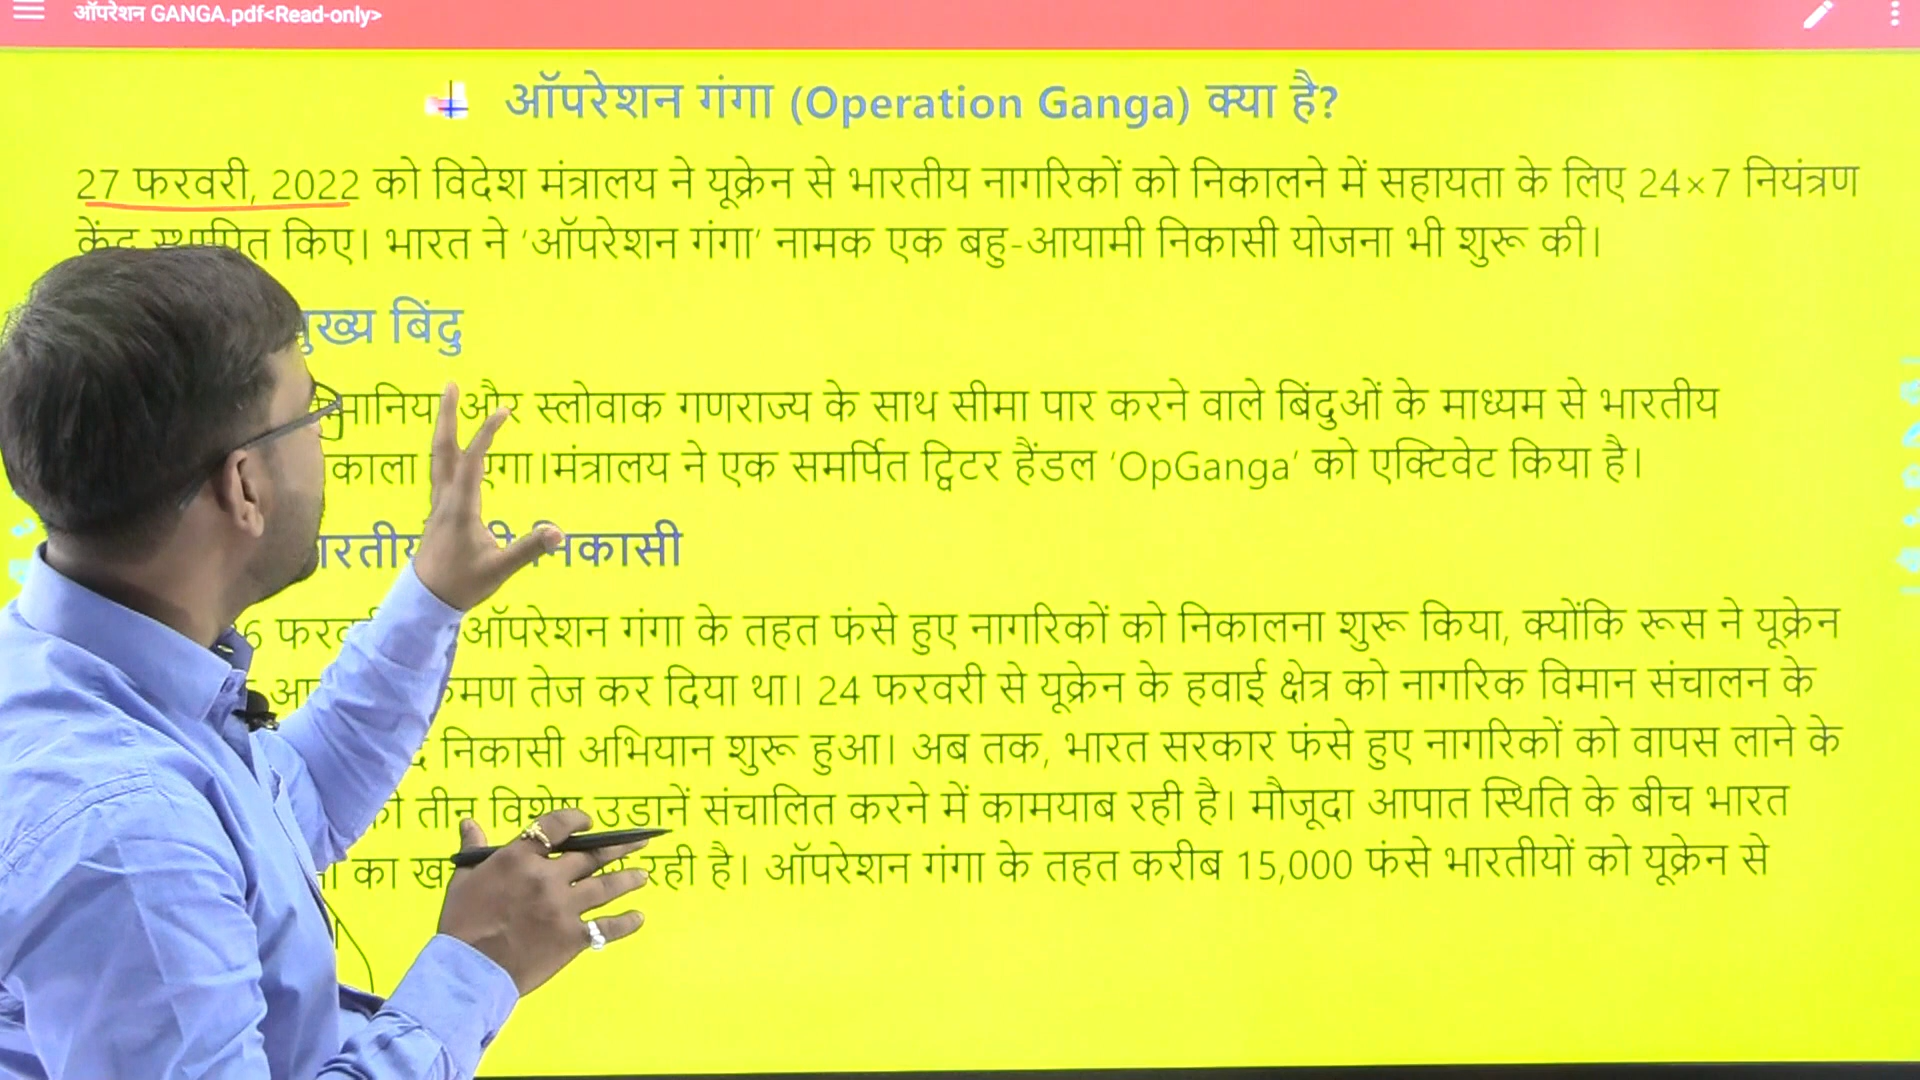 ऑपरेशन GANGA.pdf<Read-only>
ऑपरेशन गंगा (Operation Ganga) क्या है?
27 फरवरी, 2022 को विदेश मंत्रालय ने यूक्रेन से भारतीय नागरिकों को निकालने में सहायता के लिए 24×7 नियंत्रण
केंद्र स्थापित किए। भारत ने ‘ऑपरेशन गंगा’ नामक एक बहु-आयामी निकासी योजना भी शुरू की।
मुख्य बिंदु
और स्लोवाक गणराज्य के साथ सीमा पार करने वाले बिंदुओं के माध्यम से भारतीय
मंत्रालय ने एक समर्पित ट्विटर हैंडल ‘OpGanga’ को एक्टिवेट किया है।
निकासी
ऑपरेशन गंगा के तहत फंसे हुए नागरिकों को निकालना शुरू किया, क्योंकि रूस ने यूक्रेन
तेज कर दिया था। 24 फरवरी से यूक्रेन के हवाई क्षेत्र को नागरिक विमान संचालन के
निकासी अभियान शुरू हुआ। अब तक, भारत सरकार फंसे हुए नागरिकों को वापस लाने के
तीन विशेष उड़ानें संचालित करने में कामयाब रही है। मौजूदा आपात स्थिति के बीच भारत
का रही है। ऑपरेशन गंगा के तहत करीब 15,000 फंसे भारतीयों को यूक्रेन से